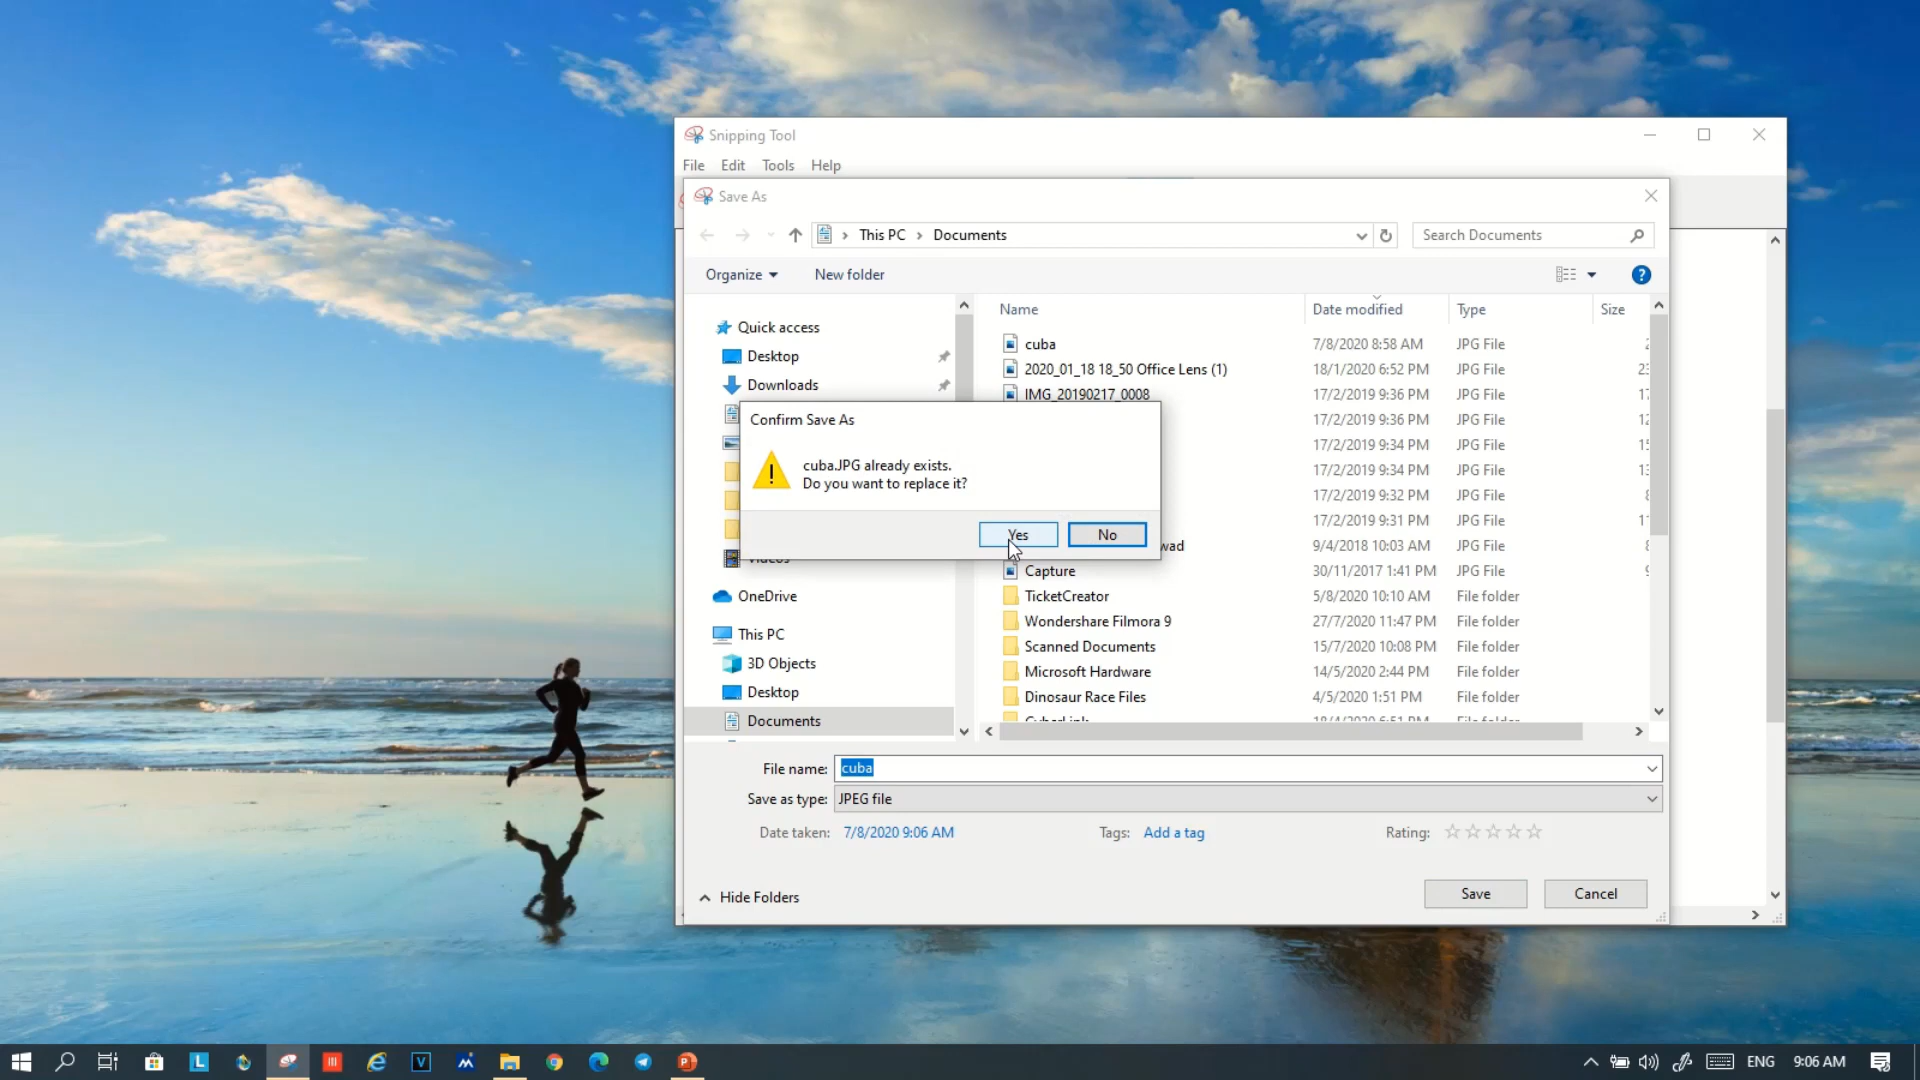 Snipping Tool
File Edit Tools Help
Save As
This PC Documents
Search Documents
Organize New folder
?
Name Date modified Type Size
Quick access
Desktop
Downloads
OneDrive
This PC
3D Objects
Desktop
Documents
cuba 7/8/2020 8:58 AM JPG File
2020_01_18 18_50 Office Lens (1) 18/1/2020 6:52 PM JPG File
IMG_20190217_0008 17/2/2019 9:36 PM JPG File
17/2/2019 9:36 PM JPG File
17/2/2019 9:34 PM JPG File
17/2/2019 9:34 PM JPG File
17/2/2019 9:32 PM JPG File
17/2/2019 9:31 PM JPG File
wad 9/4/2018 10:03 AM JPG File
Capture 30/11/2017 1:41 PM JPG File
TicketCreator 5/8/2020 10:10 AM File folder
Wondershare Filmora 9 27/7/2020 11:47 PM File folder
Scanned Documents 15/7/2020 10:08 PM File folder
Microsoft Hardware 14/5/2020 2:44 PM File folder
Dinosaur Race Files 4/5/2020 1:51 PM File folder
Confirm Save As
cuba.JPG already exists.
Do you want to replace it?
Yes No
File name: cuba
Save as type: JPEG file
Date taken: 7/8/2020 9:06 AM Tags: Add a tag Rating:
Hide Folders
Save Cancel
ENG 9:06 AM